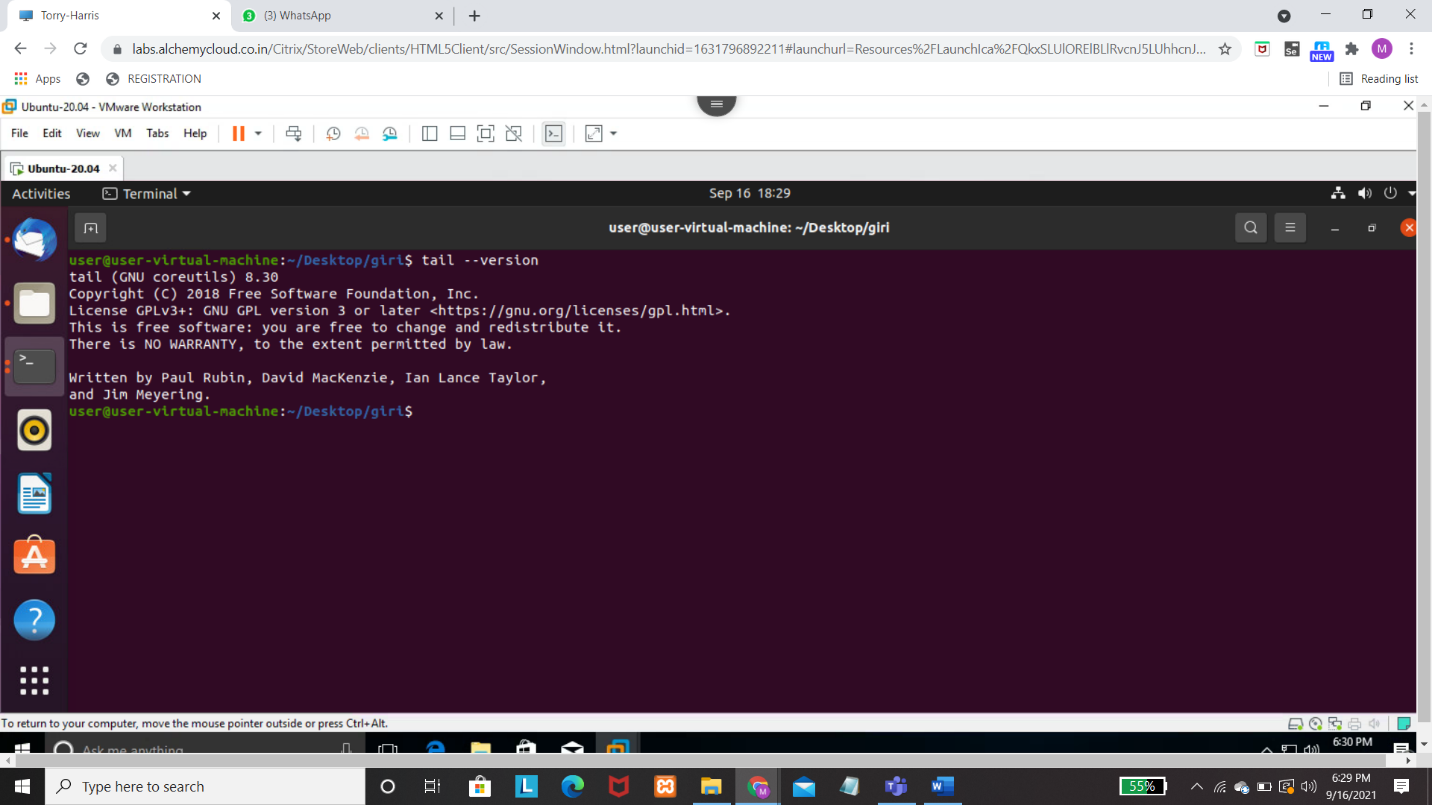 Torry-Harris
3
(3) WhatsApp
labs.alchemycloud.co.in/Citrix/StoreWeb/clients/HTML5Client/src/SessionWindow.html?launchid=1631796892211#launchurl=Resources%2FLaunchIca%2F
Se
NEW
M
Apps
REGISTRATION
Reading list
Ubuntu-20.04 - VMware Workstation
File Edit View VM Tabs Help
Ubuntu-20.04
Activities
Terminal
Sep 16 18:29
user@user-virtual-machine: ~/Desktop/giri
user@user-virtual-machine:~/Desktop/giri$ tail --version
tail (GNU coreutils) 8.30
Copyright (C) 2018 Free Software Foundation, Inc.
License GPLv3+: GNU GPL version 3 or later <https://gnu.org/licenses/gpl.html>.
This is free software: you are free to change and redistribute it.
There is NO WARRANTY, to the extent permitted by law.
Written by Paul Rubin, David MacKenzie, Ian Lance Taylor,
and Jim Meyering.
user@user-virtual-machine:~/Desktop/giri$
To return to your computer, move the mouse pointer outside or press Ctrl+Alt.
Ask me anything
6:30 PM
Type here to search
L
M
55%
6:29 PM
9/16/2021